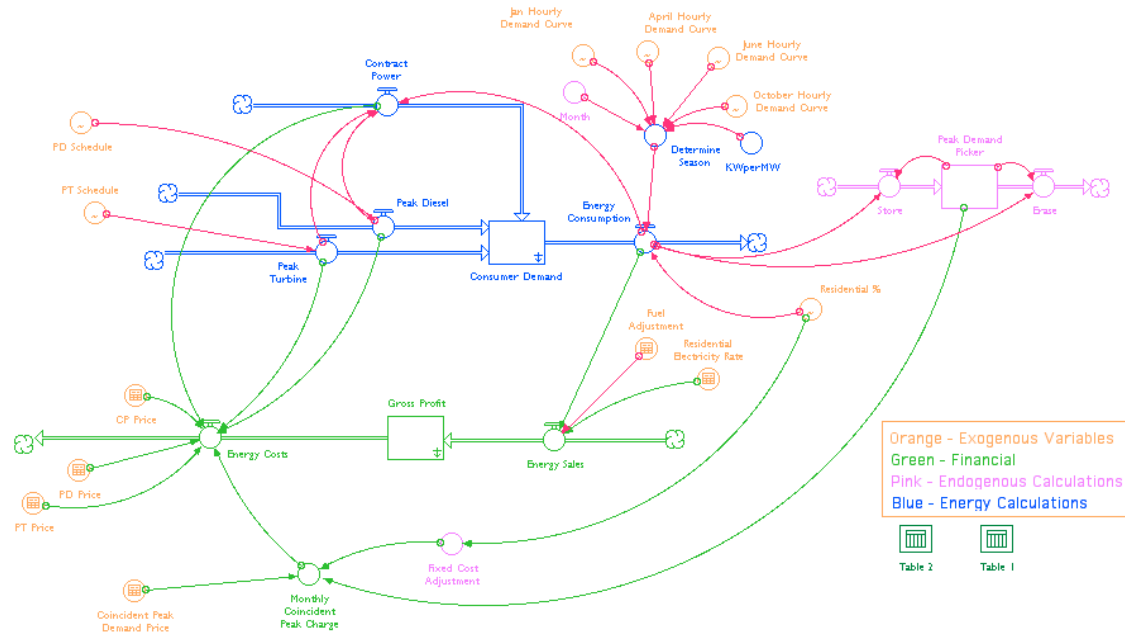 Jan Hourly
Demand Curve
April Hourly
Demand Curve
June Hourly
Demand Curve
Contract
Power
October Hourly
Demand Curve
Month
PD Schedule
Determine
Season
KWperMW
Peak Demand
Picker
PT Schedule
Peak Diesel
Energy
Consumption
Store
Erase
Peak
Turbine
Consumer Demand
Residential %
Fuel
Adjustment
Residential
Electricity Rate
CP Price
Gross Profit
Energy Costs
Energy Sales
PD Price
PT Price
Orange - Exogenous Variables
Green - Financial
Pink - Endogenous Calculations
Blue - Energy Calculations
Table 2
Table 1
Fixed Cost
Adjustment
Monthly
Coincident
Peak Charge
Coincident Peak
Demand Price